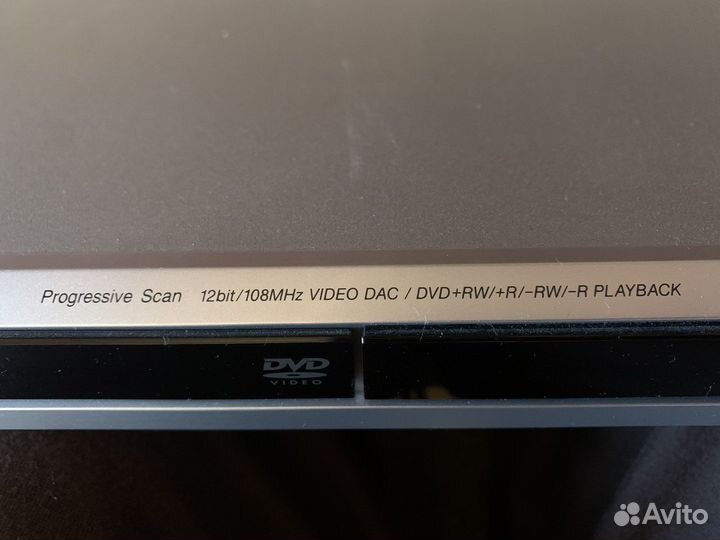 Progressive Scan 12bit/108MHz VIDEO DAC / DVD+RW/+R/-RW/-R PLAYBACK
DVD
VIDEO
Avito